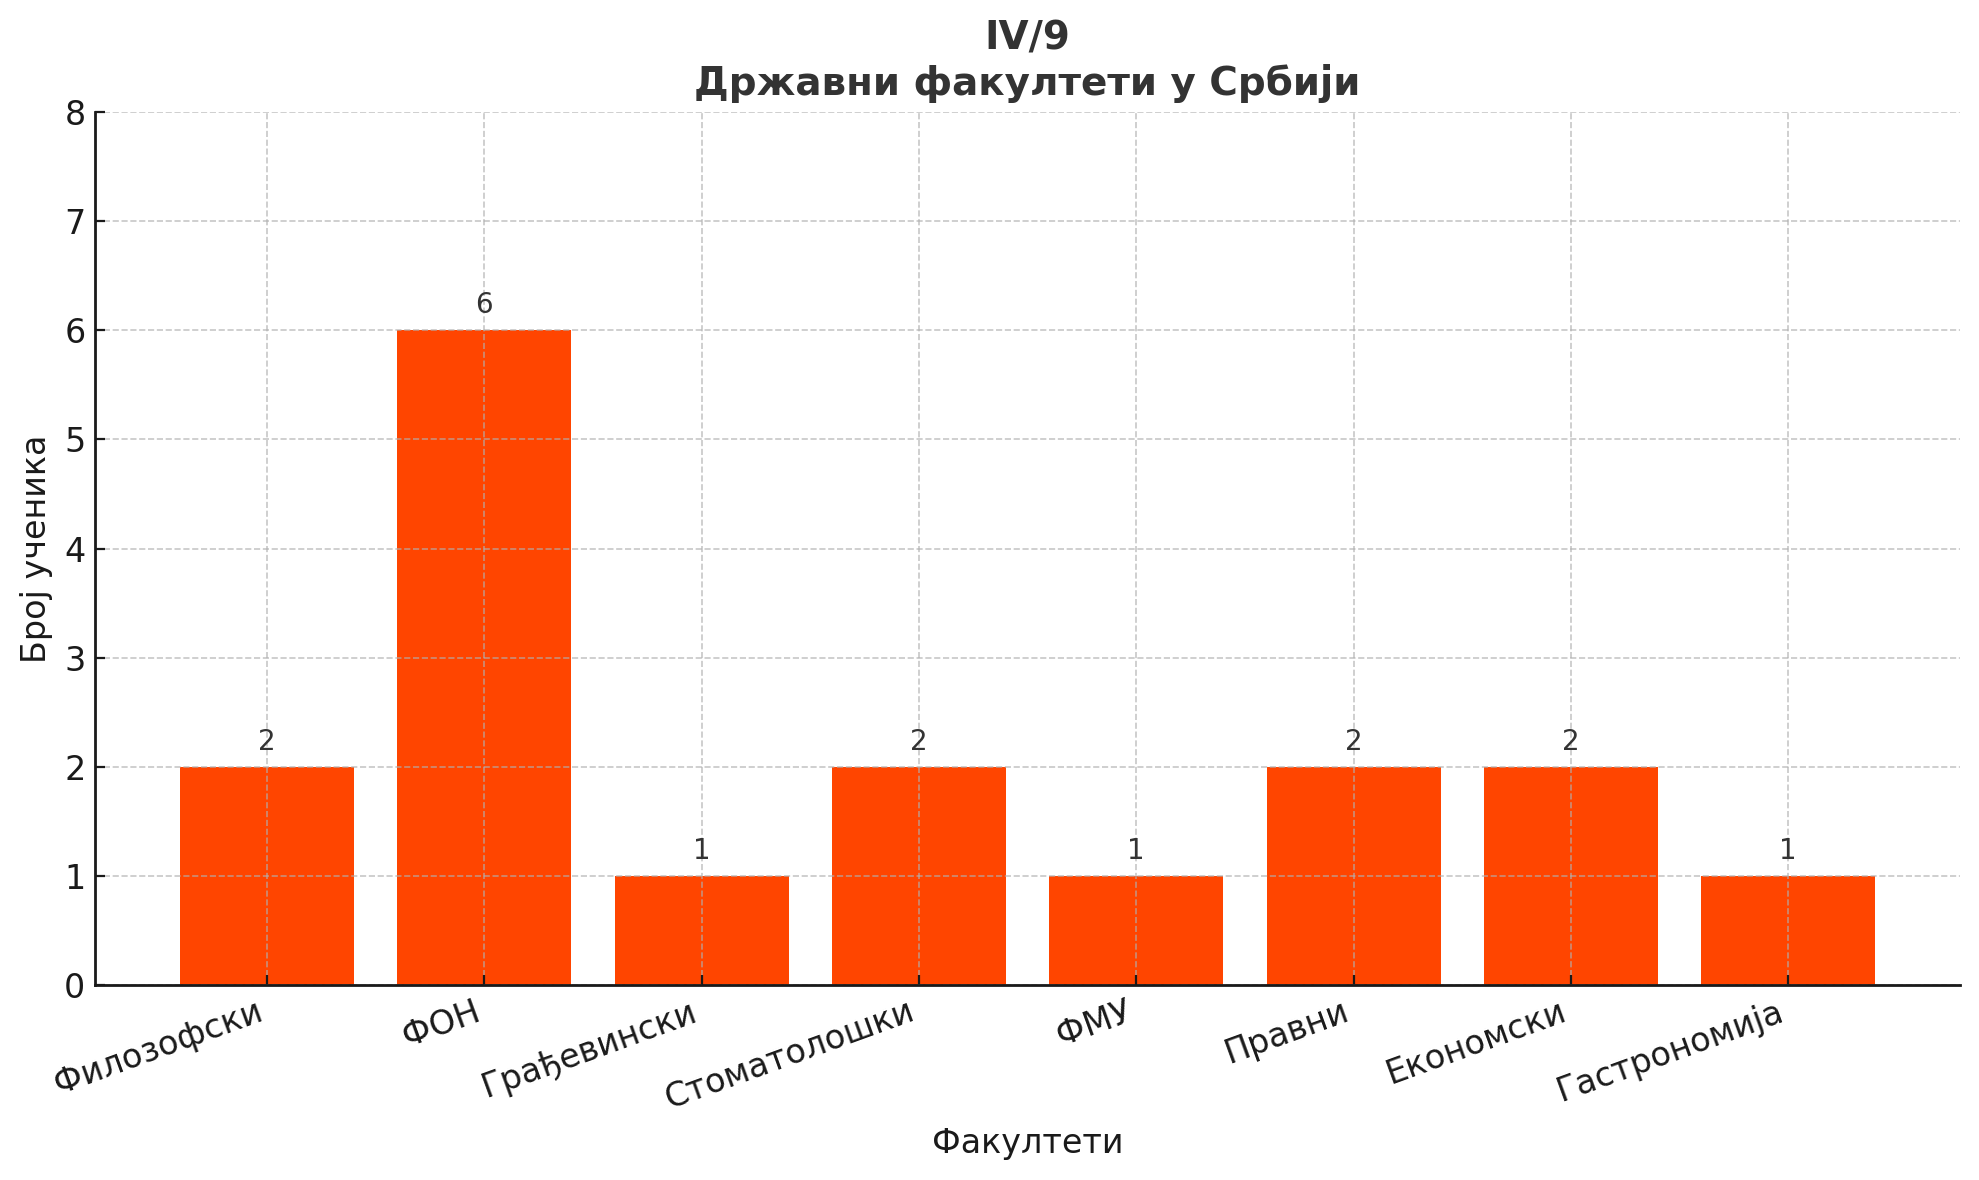 IV/9
Државни факултети у Србији
Број ученика
8
7
6
5
4
3
2
1
0
2
6
1
2
1
2
2
1
Филозофски
ФОН
Грађевински
Стоматолошки
ФМУ
Правни
Економски
Гастрономија
Факултети